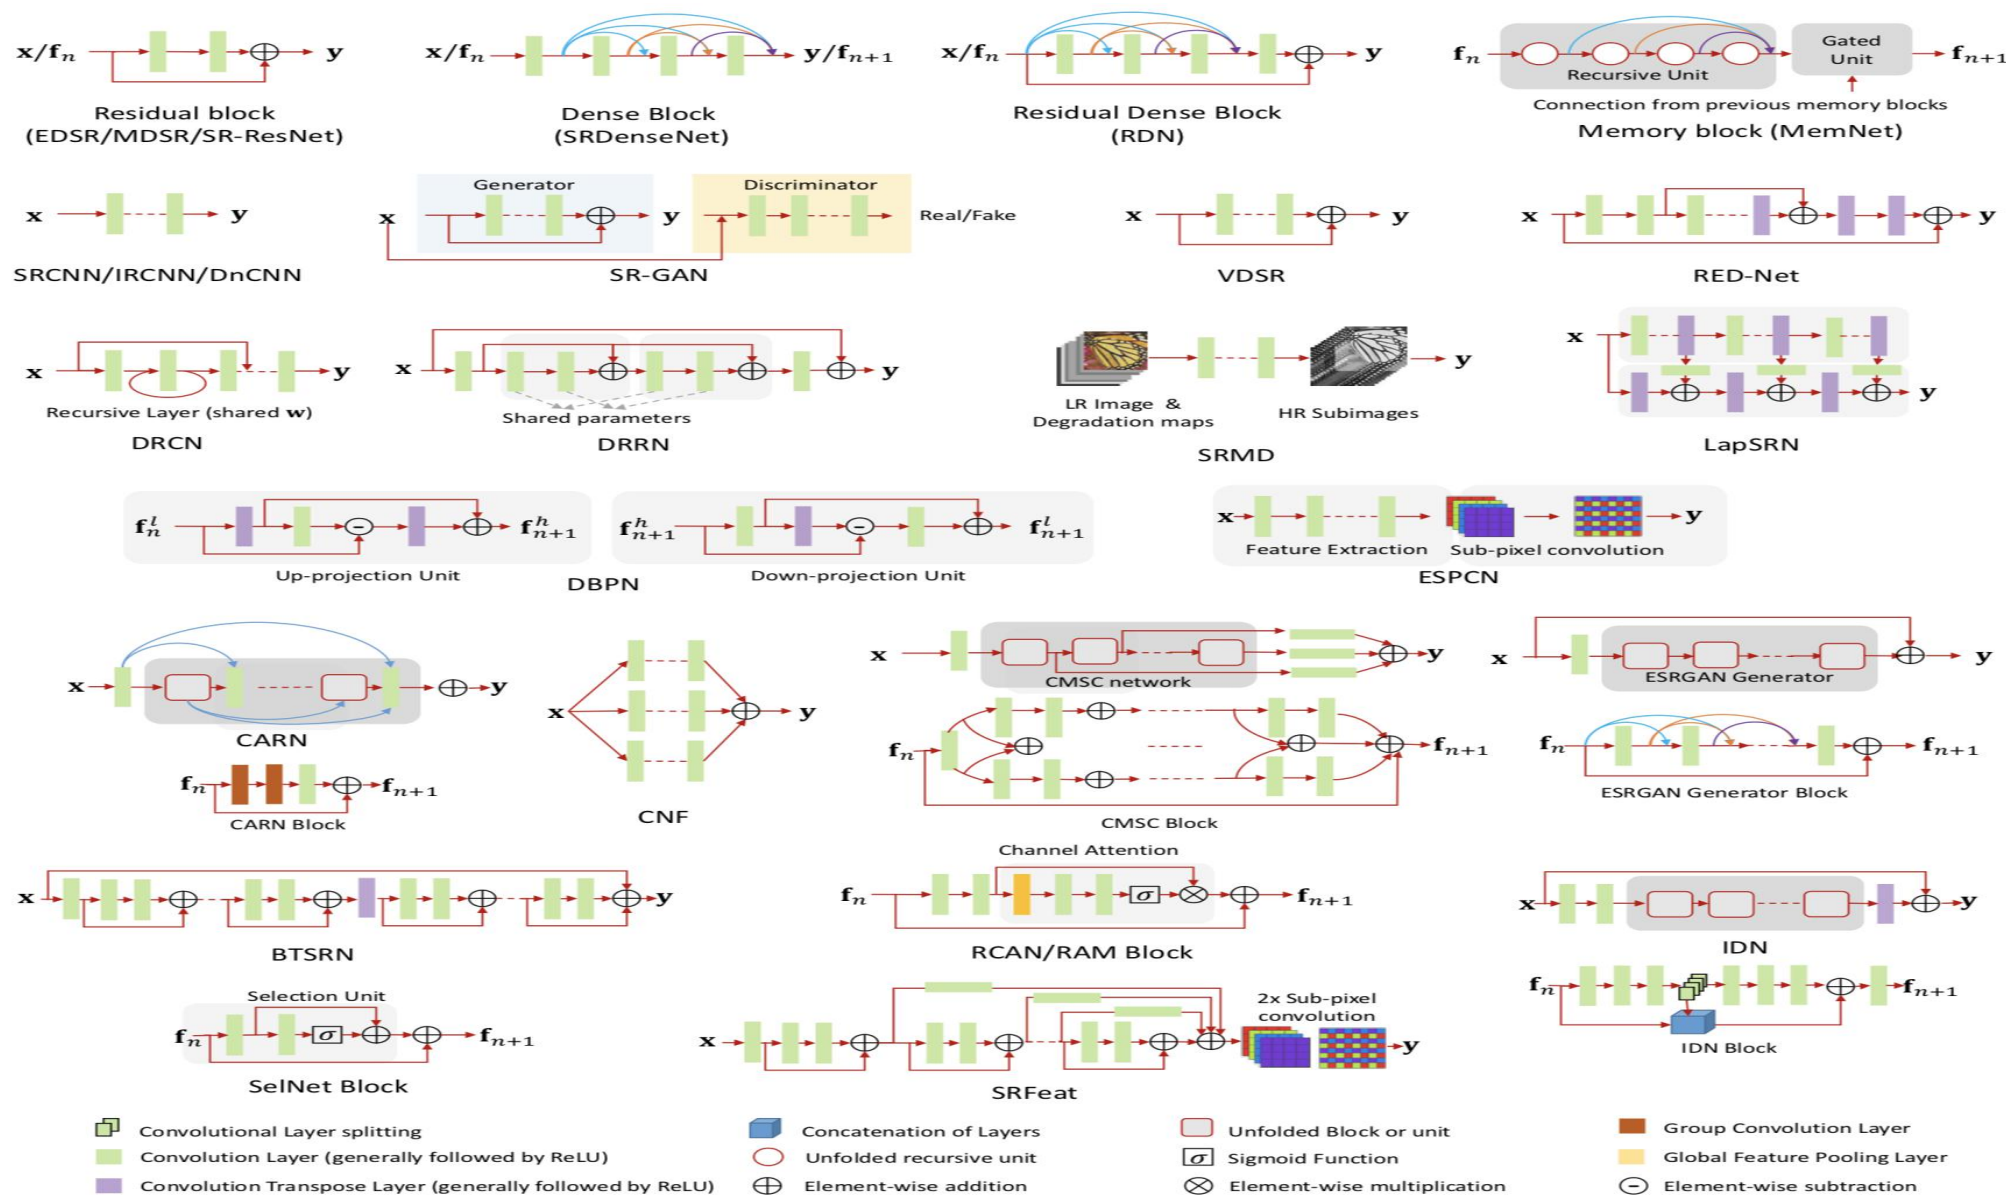 x/fₙ y
Residual block
(EDSR/MDSR/SR-ResNet)
x/fₙ y/fₙ₊₁
Dense Block
(SRDenseNet)
x/fₙ y
Residual Dense Block
(RDN)
fₙ Recursive Unit Gated Unit fₙ₊₁
Connection from previous memory blocks
Memory block (MemNet)
x y
SRCNN/IRCNN/DnCNN
Generator Discriminator
x y Real/Fake
SR-GAN
x y
VDSR
x y
RED-Net
x y
Recursive Layer (shared w)
DRCN
x y
Shared parameters
DRRN
y
LR Image &
Degradation maps
HR Subimages
SRMD
x
y
LapSRN
fₙˡ fₙ₊₁ʰ
Up-projection Unit
fₙ₊₁ʰ fₙ₊₁ˡ
Down-projection Unit
DBPN
x y
Feature Extraction Sub-pixel convolution
ESPCN
x y
CARN
fₙ fₙ₊₁
CARN Block
x y
CNF
x y
CMSC network
fₙ fₙ₊₁
CMSC Block
x y
ESRGAN Generator
fₙ fₙ₊₁
ESRGAN Generator Block
x y
BTSRN
Channel Attention
fₙ σ fₙ₊₁
RCAN/RAM Block
x y
IDN
fₙ fₙ₊₁
IDN Block
Selection Unit
fₙ σ fₙ₊₁
SelNet Block
2x Sub-pixel
convolution
x y
SRFeat
Convolutional Layer splitting
Concatenation of Layers
Unfolded Block or unit
Group Convolution Layer
Convolution Layer (generally followed by ReLU)
Unfolded recursive unit
σ Sigmoid Function
Global Feature Pooling Layer
Convolution Transpose Layer (generally followed by ReLU)
Element-wise addition
Element-wise multiplication
Element-wise subtraction